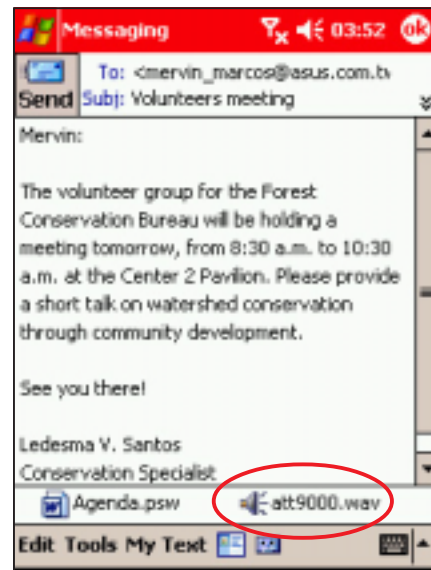 Messaging 03:52 ok
Send To: <mervin_marcos@asus.com.tw
Subj: Volunteers meeting
Mervin:
The volunteer group for the Forest
Conservation Bureau will be holding a
meeting tomorrow, from 8:30 a.m. to 10:30
a.m. at the Center 2 Pavilion. Please provide
a short talk on watershed conservation
through community development.
See you there!
Ledesma V. Santos
Conservation Specialist
Agenda.psw att9000.wav
Edit Tools My Text